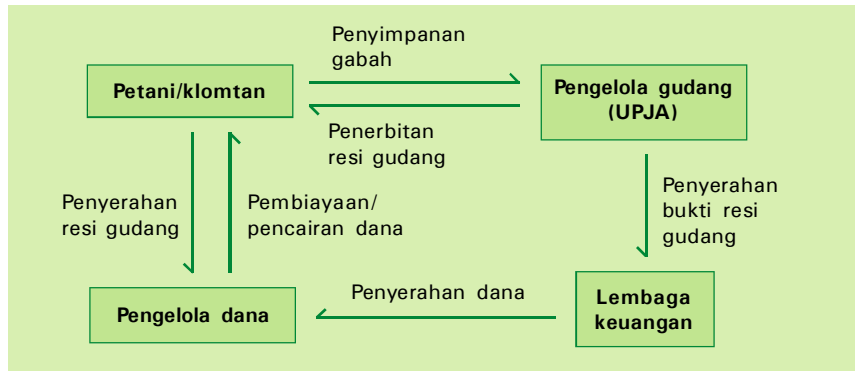 Penyimpanan
gabah
Petani/klomtan
Pengelola gudang
(UPJA)
Penerbitan
resi gudang
Penyerahan
resi gudang
Pembiayaan/
pencairan dana
Penyerahan
bukti resi
gudang
Pengelola dana
Penyerahan dana
Lembaga
keuangan